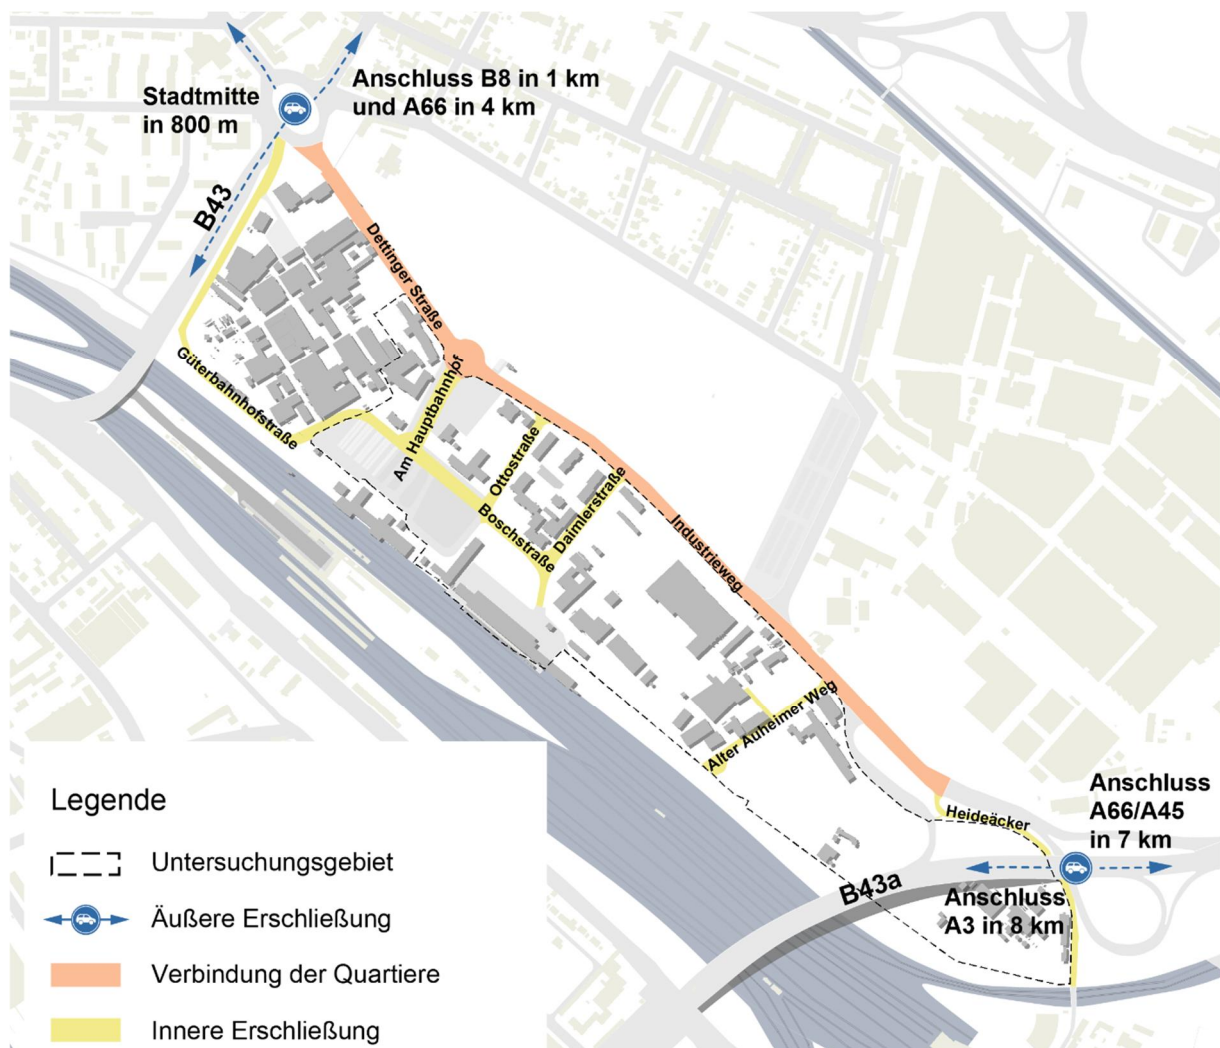 Stadtmitte
in 800 m
Anschluss B8 in 1 km
und A66 in 4 km
B43
Dettinger Straße
Güterbahnhofstraße
Am Hauptbahnhof
Ottostraße
Boschstraße
Daimlerstraße
Industrieweg
Alter Auheimer Weg
Heideäcker
Anschluss
A66/A45
in 7 km
B43a
Anschluss
A3 in 8 km
Legende
Untersuchungsgebiet
Äußere Erschließung
Verbindung der Quartiere
Innere Erschließung